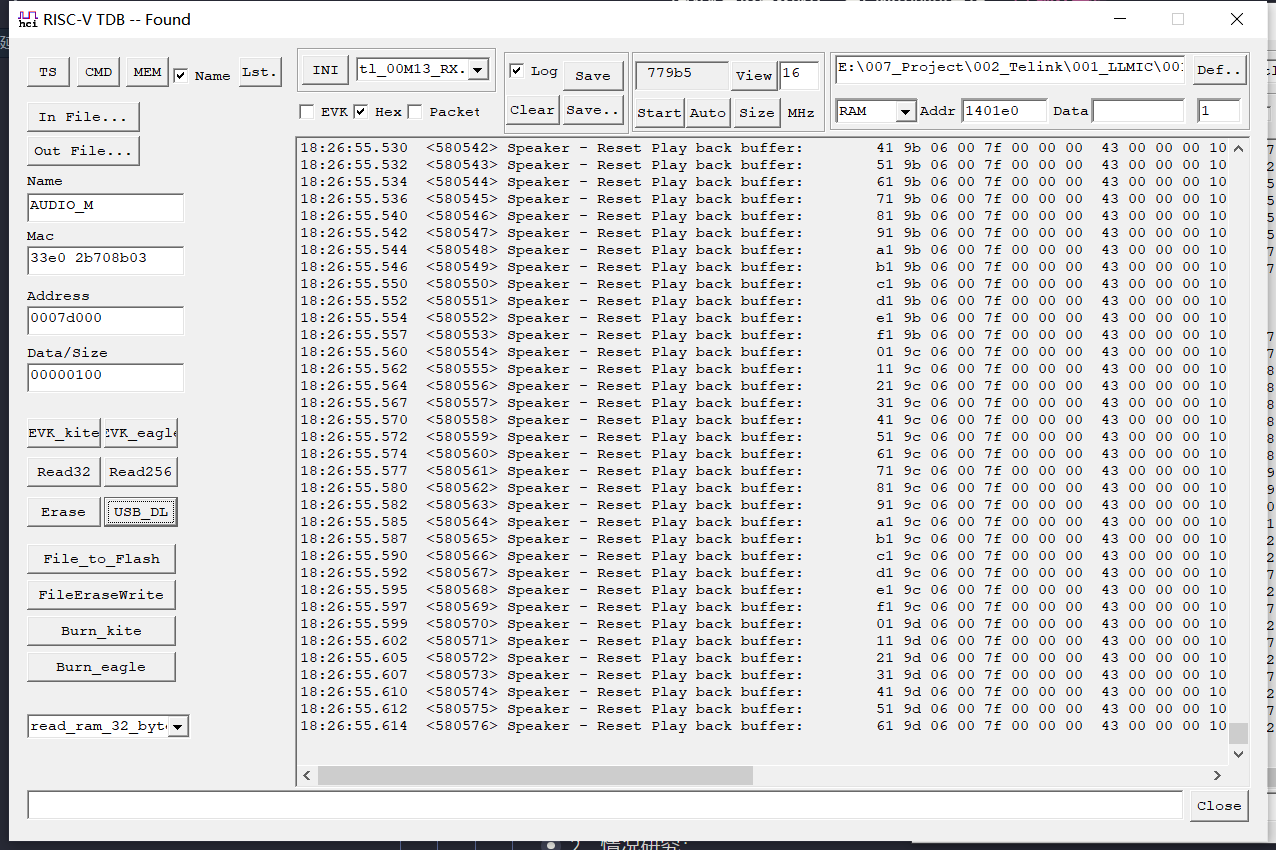 hci RISC-V TDB -- Found
TS CMD MEM Name Lst.
INI tl_00M13_RX.
Log Save
Clear Save..
779b5 View 16
Start Auto Size MHz
E:\007_Project\002_Telink\001_LLMIC\001 Def..
RAM Addr 1401e0 Data 1
In File...
Out File...
Name
AUDIO_M
Mac
33e0 2b708b03
Address
0007d000
Data/Size
00000100
EVK_kite EVK_eagle
Read32 Read256
Erase USB_DL
File_to_Flash
FileEraseWrite
Burn_kite
Burn_eagle
read_ram_32_byt
EVK Hex Packet
18:26:55.530 <580542> Speaker - Reset Play back buffer: 41 9b 06 00 7f 00 00 00 43 00 00 00 10
18:26:55.532 <580543> Speaker - Reset Play back buffer: 51 9b 06 00 7f 00 00 00 43 00 00 00 10
18:26:55.534 <580544> Speaker - Reset Play back buffer: 61 9b 06 00 7f 00 00 00 43 00 00 00 10
18:26:55.536 <580545> Speaker - Reset Play back buffer: 71 9b 06 00 7f 00 00 00 43 00 00 00 10
18:26:55.540 <580546> Speaker - Reset Play back buffer: 81 9b 06 00 7f 00 00 00 43 00 00 00 10
18:26:55.542 <580547> Speaker - Reset Play back buffer: 91 9b 06 00 7f 00 00 00 43 00 00 00 10
18:26:55.544 <580548> Speaker - Reset Play back buffer: a1 9b 06 00 7f 00 00 00 43 00 00 00 10
18:26:55.546 <580549> Speaker - Reset Play back buffer: b1 9b 06 00 7f 00 00 00 43 00 00 00 10
18:26:55.550 <580550> Speaker - Reset Play back buffer: c1 9b 06 00 7f 00 00 00 43 00 00 00 10
18:26:55.552 <580551> Speaker - Reset Play back buffer: d1 9b 06 00 7f 00 00 00 43 00 00 00 10
18:26:55.554 <580552> Speaker - Reset Play back buffer: e1 9b 06 00 7f 00 00 00 43 00 00 00 10
18:26:55.557 <580553> Speaker - Reset Play back buffer: f1 9b 06 00 7f 00 00 00 43 00 00 00 10
18:26:55.560 <580554> Speaker - Reset Play back buffer: 01 9c 06 00 7f 00 00 00 43 00 00 00 10
18:26:55.562 <580555> Speaker - Reset Play back buffer: 11 9c 06 00 7f 00 00 00 43 00 00 00 10
18:26:55.564 <580556> Speaker - Reset Play back buffer: 21 9c 06 00 7f 00 00 00 43 00 00 00 10
18:26:55.567 <580557> Speaker - Reset Play back buffer: 31 9c 06 00 7f 00 00 00 43 00 00 00 10
18:26:55.570 <580558> Speaker - Reset Play back buffer: 41 9c 06 00 7f 00 00 00 43 00 00 00 10
18:26:55.572 <580559> Speaker - Reset Play back buffer: 51 9c 06 00 7f 00 00 00 43 00 00 00 10
18:26:55.574 <580560> Speaker - Reset Play back buffer: 61 9c 06 00 7f 00 00 00 43 00 00 00 10
18:26:55.577 <580561> Speaker - Reset Play back buffer: 71 9c 06 00 7f 00 00 00 43 00 00 00 10
18:26:55.580 <580562> Speaker - Reset Play back buffer: 81 9c 06 00 7f 00 00 00 43 00 00 00 10
18:26:55.582 <580563> Speaker - Reset Play back buffer: 91 9c 06 00 7f 00 00 00 43 00 00 00 10
18:26:55.585 <580564> Speaker - Reset Play back buffer: a1 9c 06 00 7f 00 00 00 43 00 00 00 10
18:26:55.587 <580565> Speaker - Reset Play back buffer: b1 9c 06 00 7f 00 00 00 43 00 00 00 10
18:26:55.590 <580566> Speaker - Reset Play back buffer: c1 9c 06 00 7f 00 00 00 43 00 00 00 10
18:26:55.592 <580567> Speaker - Reset Play back buffer: d1 9c 06 00 7f 00 00 00 43 00 00 00 10
18:26:55.595 <580568> Speaker - Reset Play back buffer: e1 9c 06 00 7f 00 00 00 43 00 00 00 10
18:26:55.597 <580569> Speaker - Reset Play back buffer: f1 9c 06 00 7f 00 00 00 43 00 00 00 10
18:26:55.599 <580570> Speaker - Reset Play back buffer: 01 9d 06 00 7f 00 00 00 43 00 00 00 10
18:26:55.602 <580571> Speaker - Reset Play back buffer: 11 9d 06 00 7f 00 00 00 43 00 00 00 10
18:26:55.605 <580572> Speaker - Reset Play back buffer: 21 9d 06 00 7f 00 00 00 43 00 00 00 10
18:26:55.607 <580573> Speaker - Reset Play back buffer: 31 9d 06 00 7f 00 00 00 43 00 00 00 10
18:26:55.610 <580574> Speaker - Reset Play back buffer: 41 9d 06 00 7f 00 00 00 43 00 00 00 10
18:26:55.612 <580575> Speaker - Reset Play back buffer: 51 9d 06 00 7f 00 00 00 43 00 00 00 10
18:26:55.614 <580576> Speaker - Reset Play back buffer: 61 9d 06 00 7f 00 00 00 43 00 00 00 10
Close